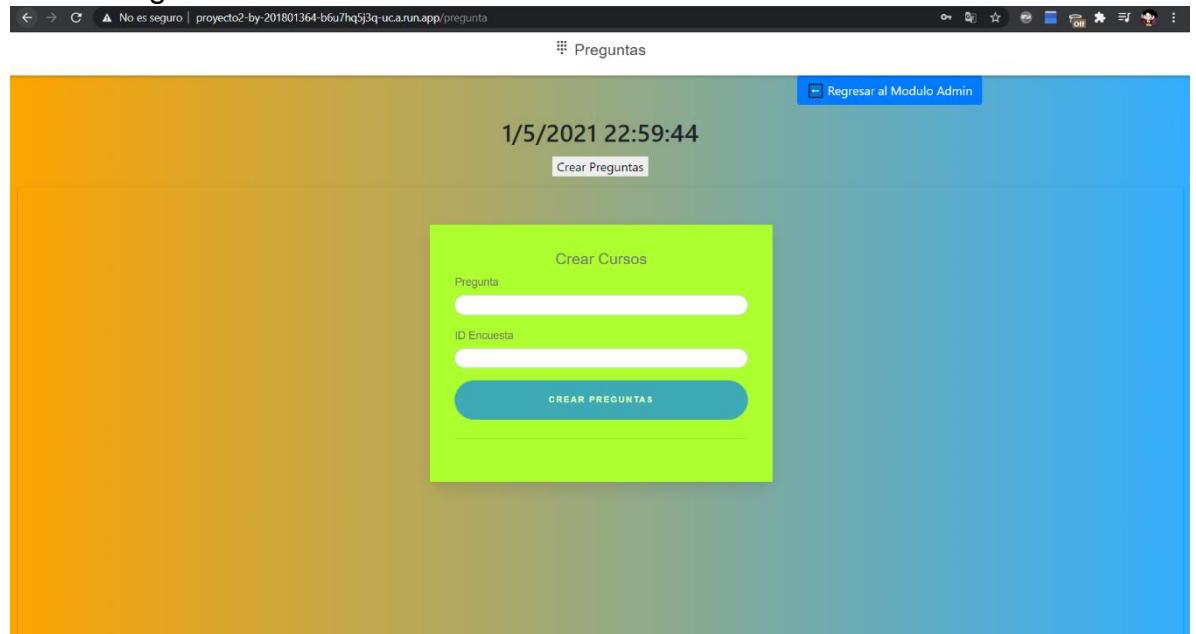 No es seguro | proyecto2-by-201801364-b6u7hq5j3q-uc.a.run.app/pregunta
Off
Preguntas
Regresar al Modulo Admin
1/5/2021 22:59:44
Crear Preguntas
Crear Cursos
Pregunta
ID Encuesta
CREAR PREGUNTAS